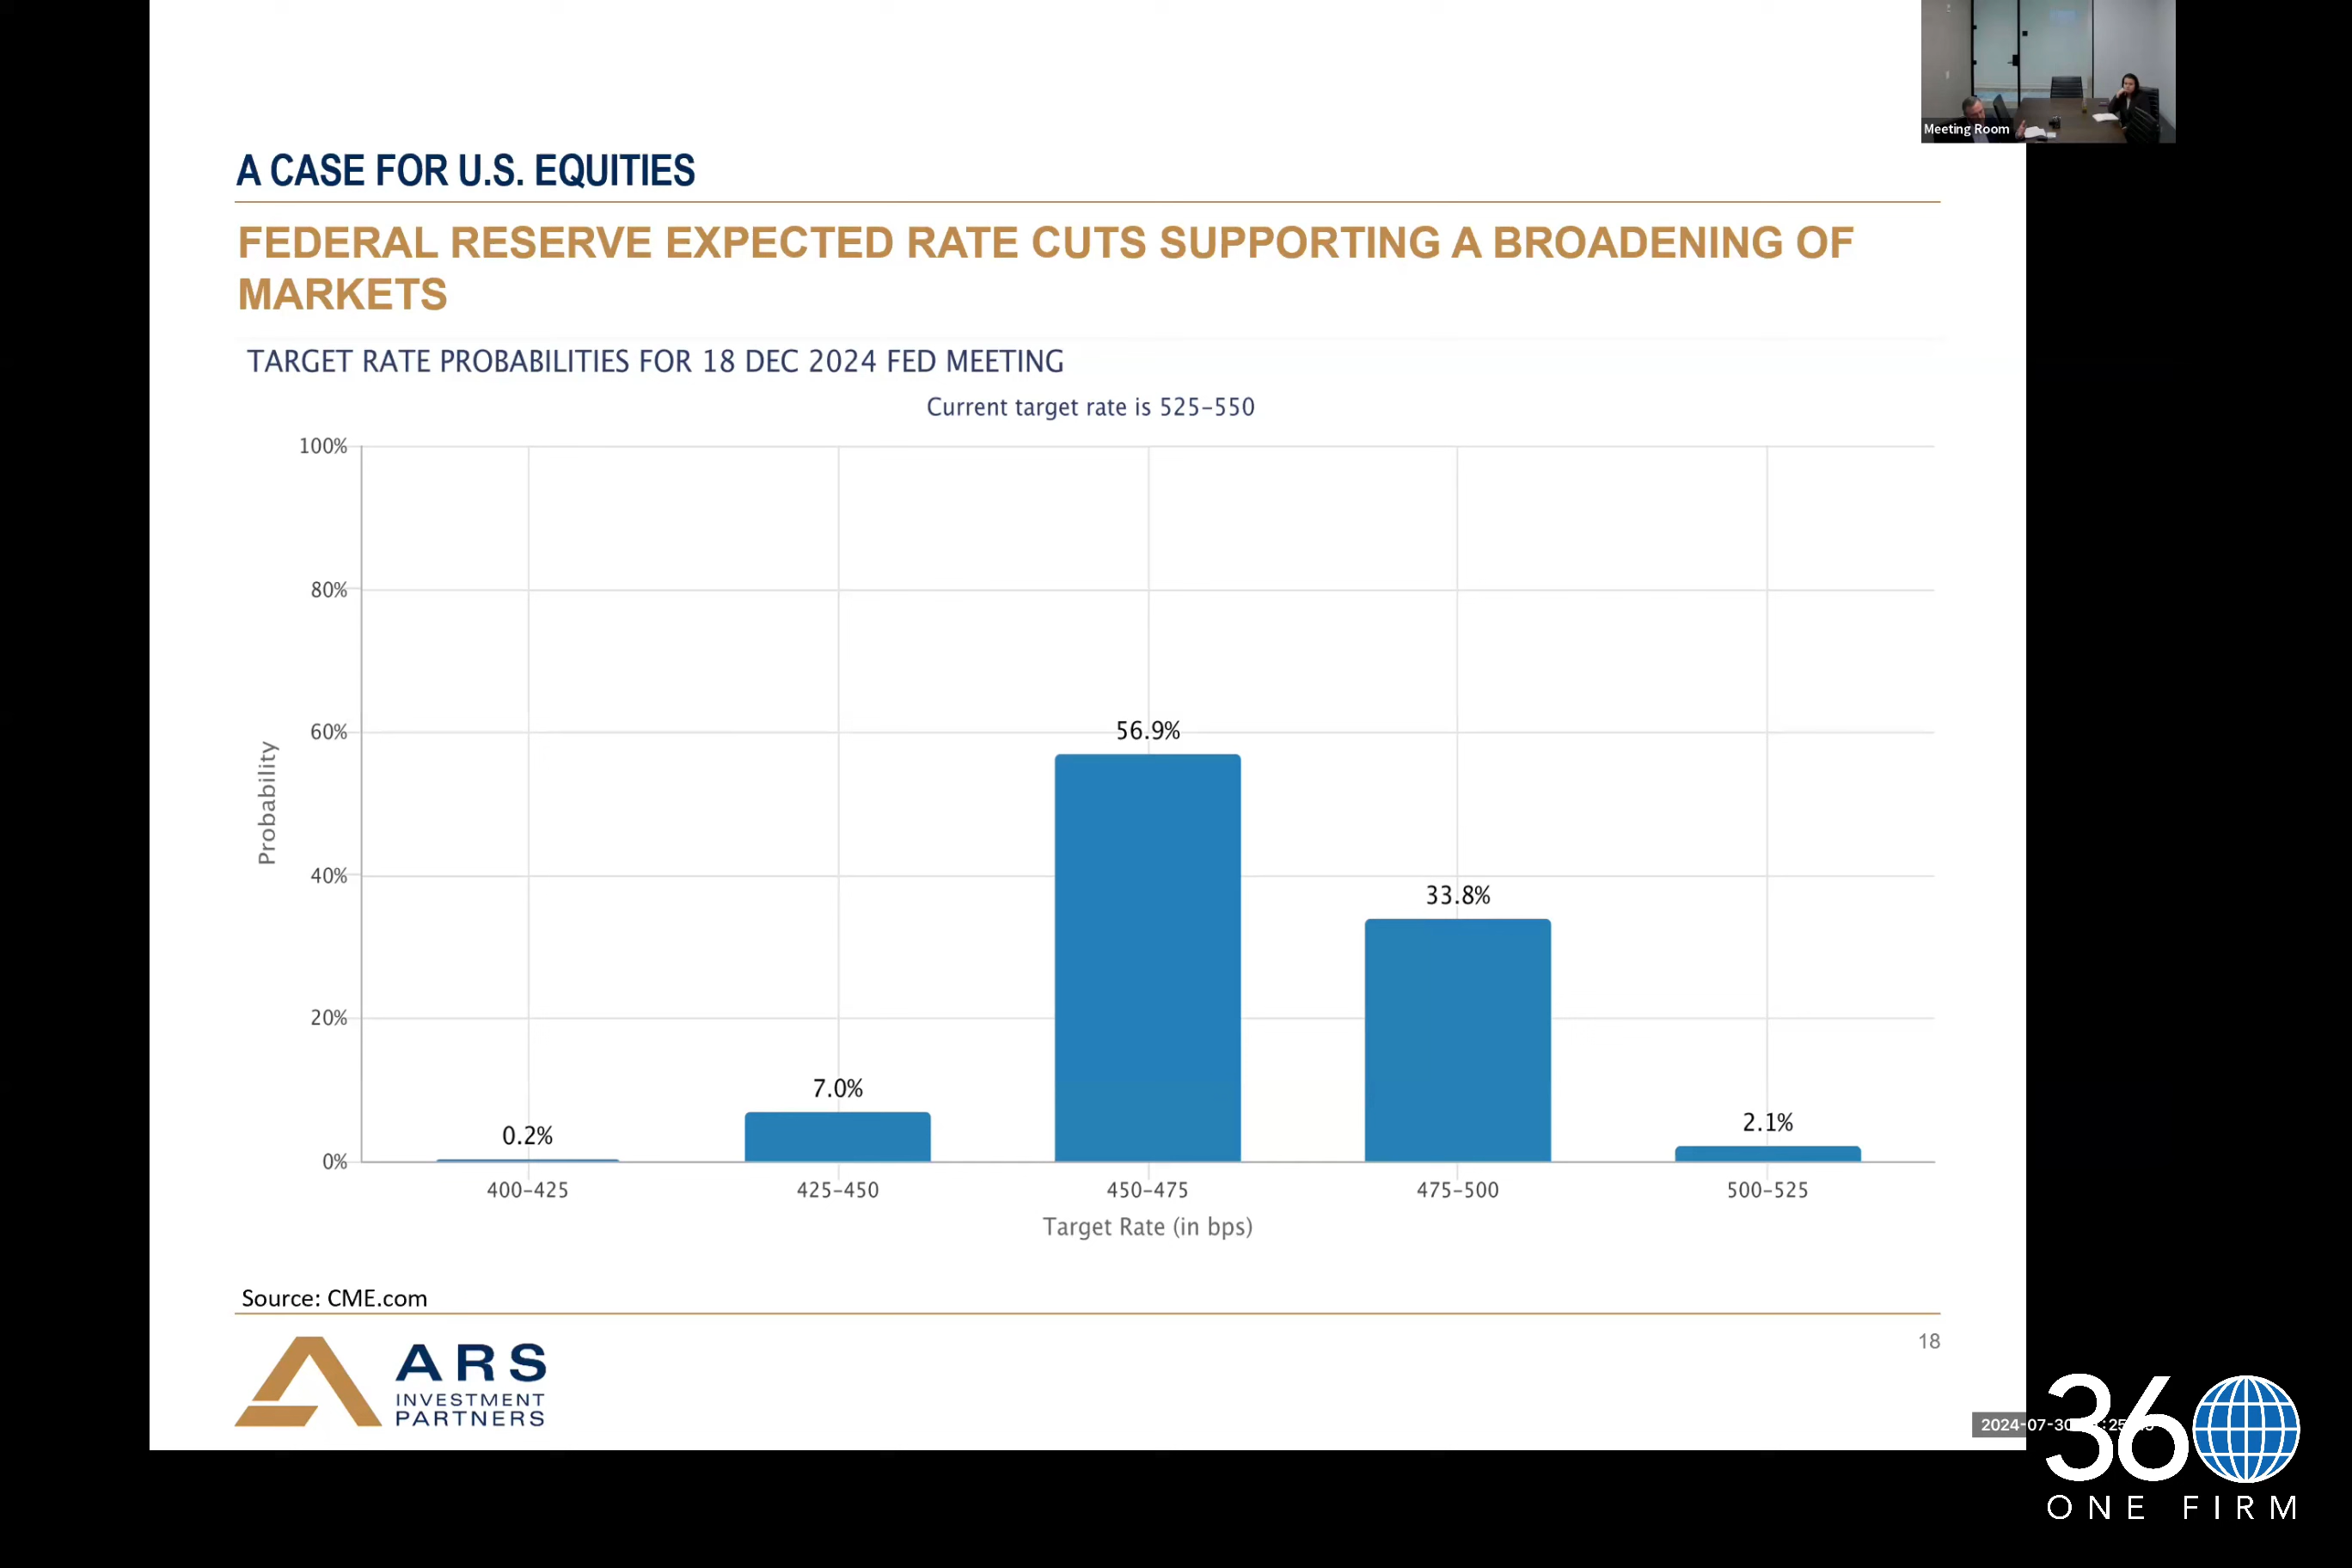 Meeting Room
A CASE FOR U.S. EQUITIES
FEDERAL RESERVE EXPECTED RATE CUTS SUPPORTING A BROADENING OF
MARKETS
TARGET RATE PROBABILITIES FOR 18 DEC 2024 FED MEETING
Current target rate is 525–550
100%
80%
60%
40%
20%
0%
Probability
0.2%
7.0%
56.9%
33.8%
2.1%
400–425
425–450
450–475
475–500
500–525
Target Rate (in bps)
Source: CME.com
18
ARS
INVESTMENT
PARTNERS
2024-07-30
360
ONE FIRM